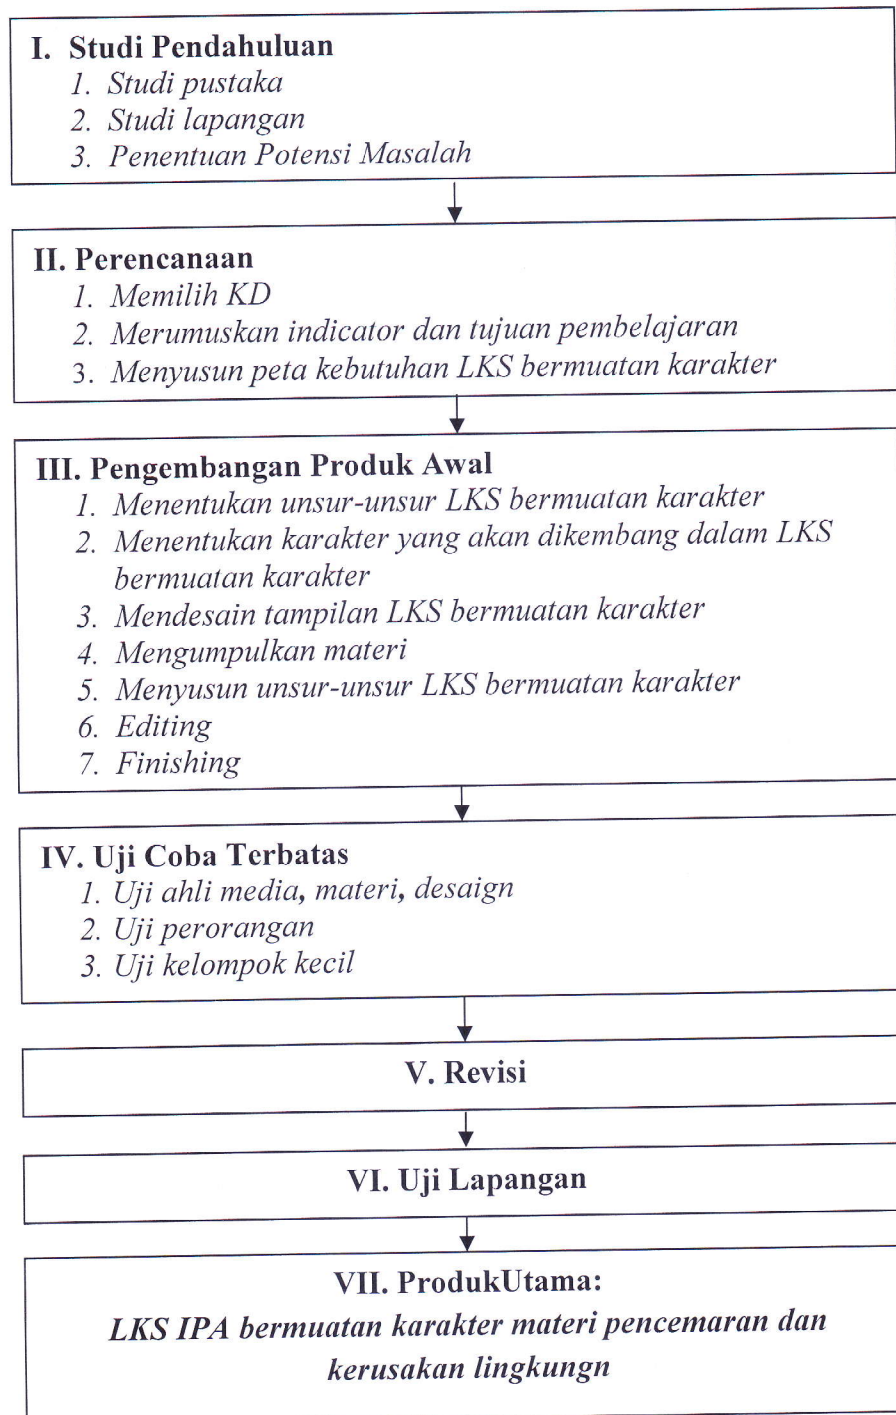 I. Studi Pendahuluan
1. Studi pustaka
2. Studi lapangan
3. Penentuan Potensi Masalah
II. Perencanaan
1. Memilih KD
2. Merumuskan indicator dan tujuan pembelajaran
3. Menyusun peta kebutuhan LKS bermuatan karakter
III. Pengembangan Produk Awal
1. Menentukan unsur-unsur LKS bermuatan karakter
2. Menentukan karakter yang akan dikembang dalam LKS
bermuatan karakter
3. Mendesain tampilan LKS bermuatan karakter
4. Mengumpulkan materi
5. Menyusun unsur-unsur LKS bermuatan karakter
6. Editing
7. Finishing
IV. Uji Coba Terbatas
1. Uji ahli media, materi, desaign
2. Uji perorangan
3. Uji kelompok kecil
V. Revisi
VI. Uji Lapangan
VII. ProdukUtama:
LKS IPA bermuatan karakter materi pencemaran dan
kerusakan lingkungn